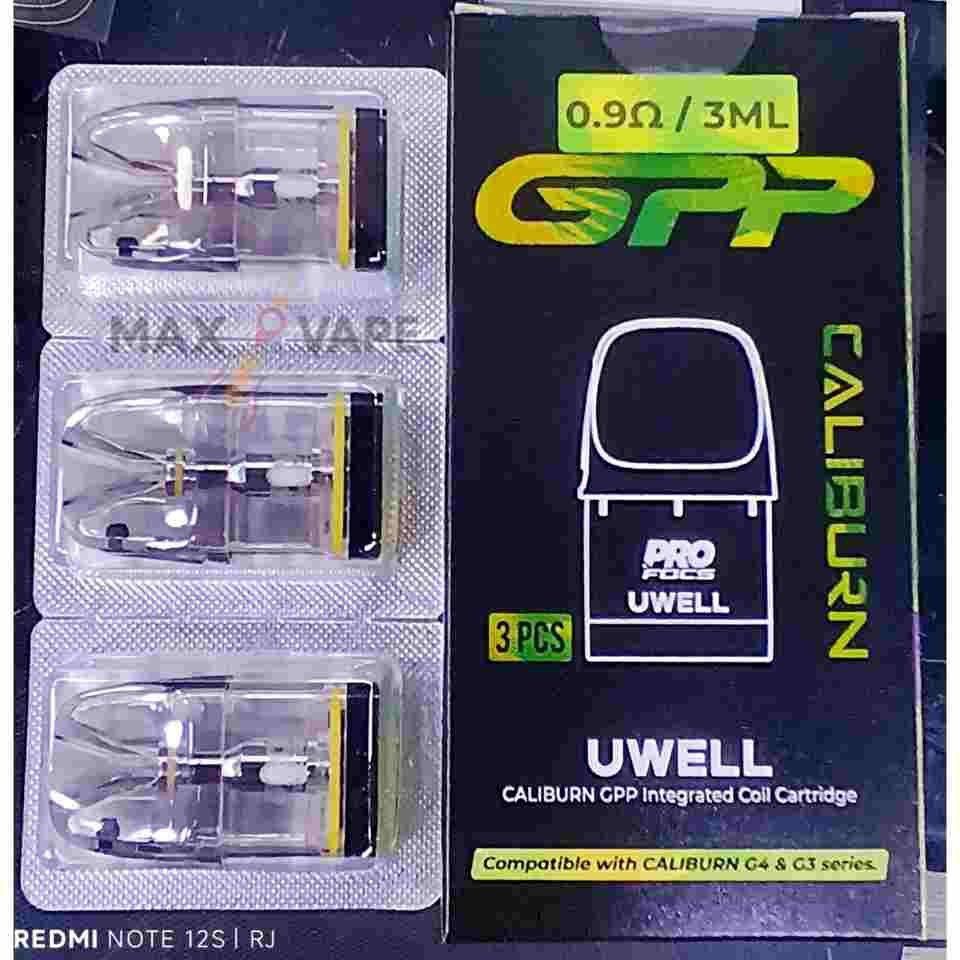 0.9Ω / 3ML
GPP
CALIBURN
PRO
FOCS
UWELL
3 PCS
UWELL
CALIBURN GPP Integrated Coil Cartridge
Compatible with CALIBURN G4 & G3 series.
MAX VAPE
REDMI NOTE 12S | RJ